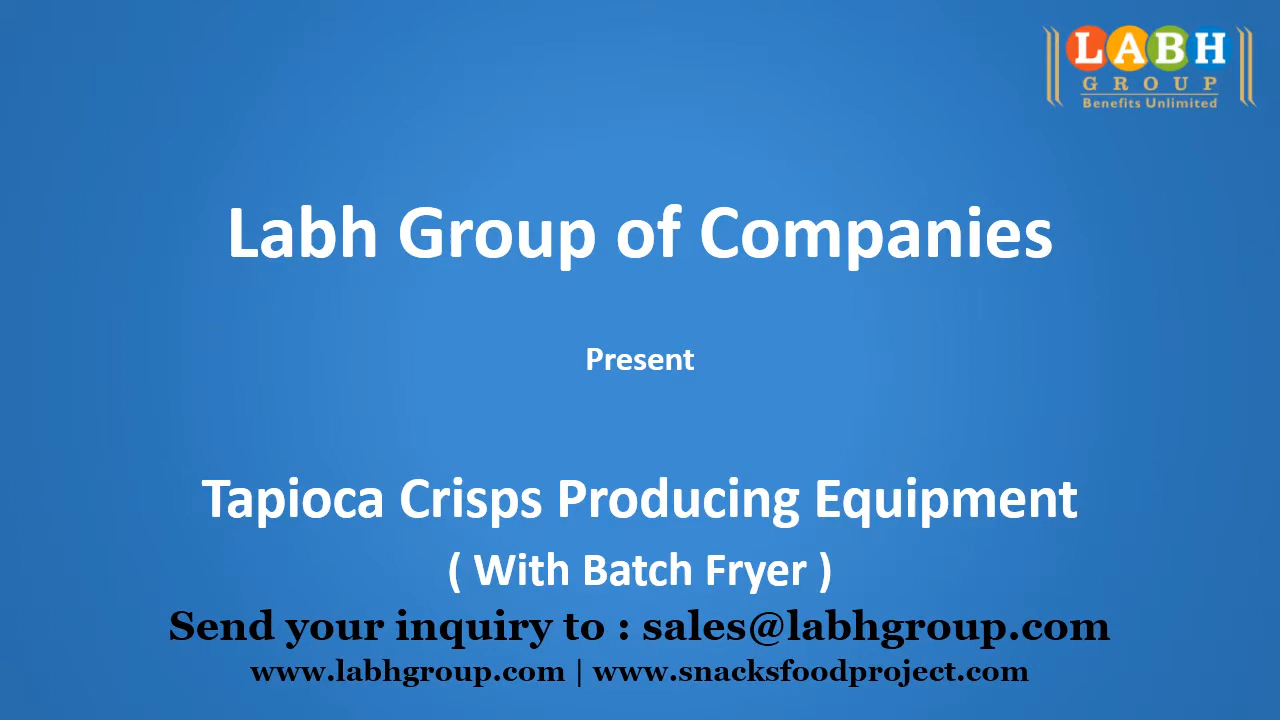 LABH
GROUP
Benefits Unlimited
Labh Group of Companies
Present
Tapioca Crisps Producing Equipment
( With Batch Fryer )
Send your inquiry to : sales@labhgroup.com
www.labhgroup.com | www.snacksfoodproject.com